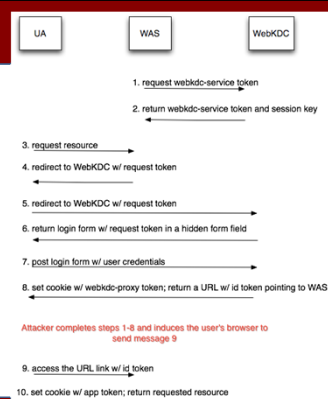 UA
WAS
WebKDC
1. request webkdc-service token
2. return webkdc-service token and session key
3. request resource
4. redirect to WebKDC w/ request token
5. redirect to WebKDC w/ request token
6. return login form w/ request token in a hidden form field
7. post login form w/ user credentials
8. set cookie w/ webkdc-proxy token; return a URL w/ id token pointing to WAS
Attacker completes steps 1-8 and induces the user's browser to
send message 9
9. access the URL link w/ id token
10. set cookie w/ app token; return requested resource